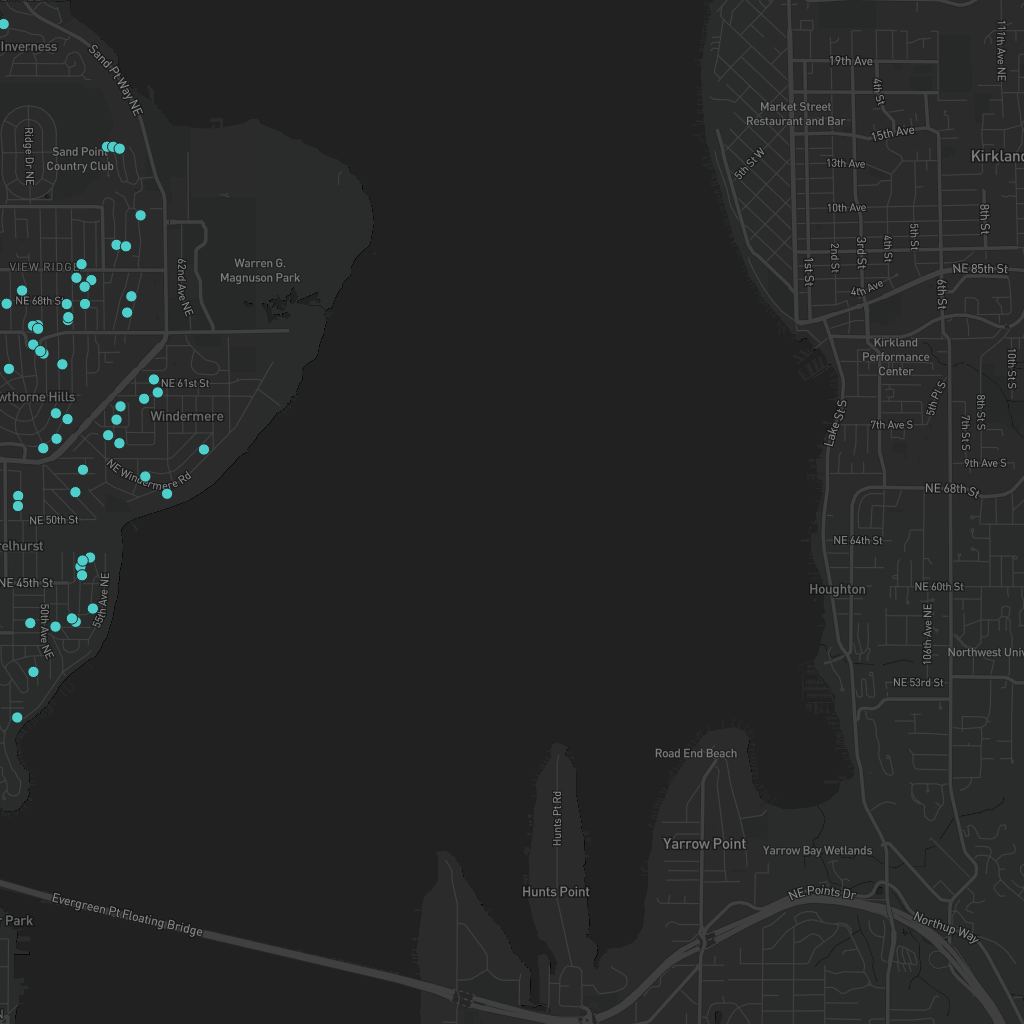 Inverness
Sand Pt Way NE
Ridge Dr NE
Sand Point
Country Club
VIEW RIDGE
62nd Ave NE
Warren G.
Magnuson Park
NE 68th St
NE 61st St
Windermere
wthorne Hills
NE Windermere Rd
NE 50th St
relhurst
NE 45th St
55th Ave NE
50th Ave NE
Park
Evergreen Pt Floating Bridge
19th Ave
4th St
111th Ave NE
Market Street
Restaurant and Bar
15th Ave
Kirkland
5th St W
13th Ave
10th Ave
8th St
5th St
4th St
3rd St
2nd St
1st St
NE 85th St
4th Ave
6th St
Kirkland
Performance
Center
10th St S
5th Pl S
8th St S
Lake St S
7th Ave S
7th St S
9th Ave S
NE 68th St
NE 64th St
Houghton
NE 60th St
106th Ave NE
Northwest Univ
NE 53rd St
Road End Beach
Hunts Pt Rd
Yarrow Point
Yarrow Bay Wetlands
Hunts Point
NE Points Dr
Northup Way